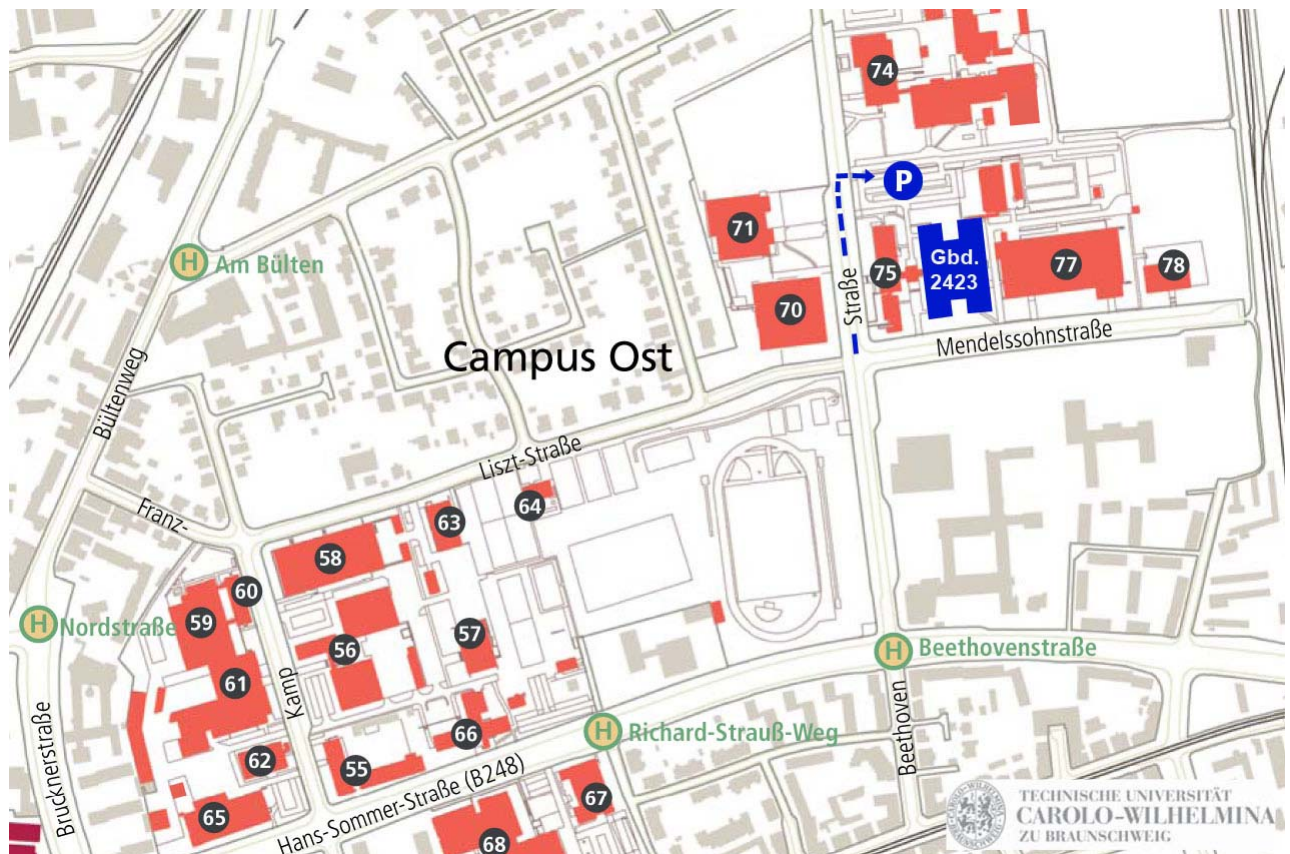 74
P
71
Gbd.
2423
75
77
78
H
Am Bülten
70
Straße
Mendelssohnstraße
Campus Ost
Bültenweg
Liszt-Straße
64
63
Franz-
58
60
59
H
Nordstraße
57
56
H
Beethovenstraße
61
Kamp
66
H
Richard-Strauß-Weg
62
55
Beethoven
Brucknerstraße
Hans-Sommer-Straße (B248)
67
65
68
TECHNISCHE UNIVERSITÄT
CAROLO-WILHELMINA
ZU BRAUNSCHWEIG